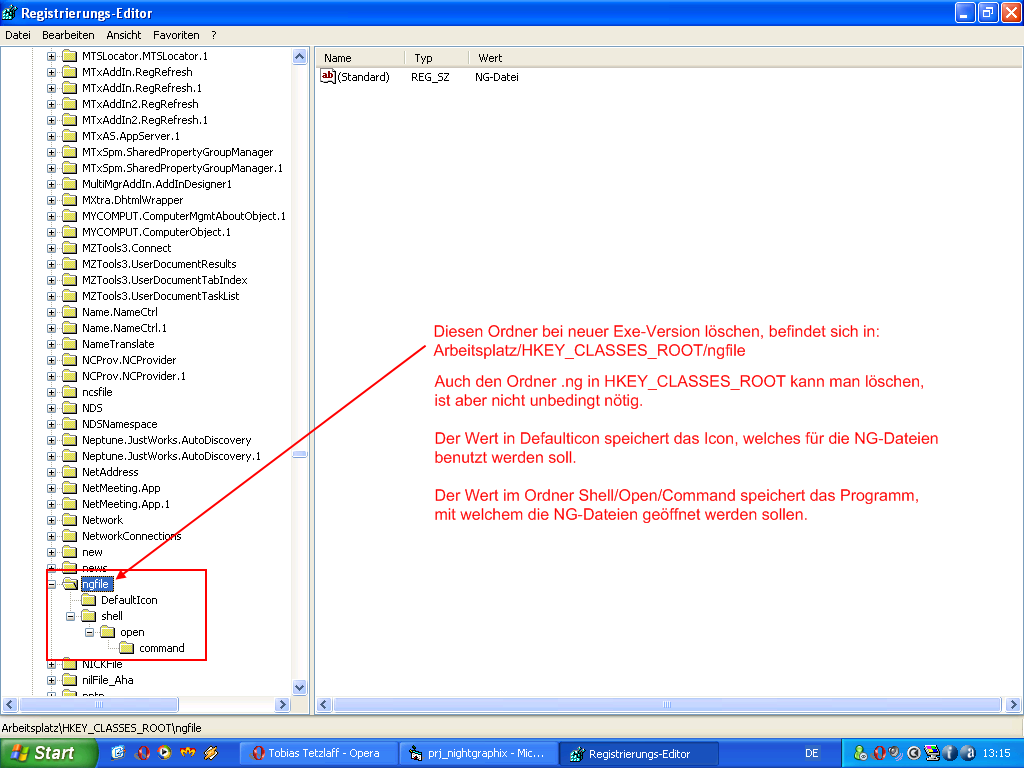 Registrierungs-Editor
Datei Bearbeiten Ansicht Favoriten ?
MTSLocator.MTSLocator.1
MTxAddIn.RegRefresh
MTxAddIn.RegRefresh.1
MTxAddIn2.RegRefresh
MTxAddIn2.RegRefresh.1
MTxAS.AppServer.1
MTxSpm.SharedPropertyGroupManager
MTxSpm.SharedPropertyGroupManager.1
MultiMgrAddIn.AddInDesigner1
MXtra.DhtmlWrapper
MYCOMPUT.ComputerMgmtAboutObject.1
MYCOMPUT.ComputerObject.1
MZTools3.Connect
MZTools3.UserDocumentResults
MZTools3.UserDocumentTabIndex
MZTools3.UserDocumentTaskList
Name.NameCtrl
Name.NameCtrl.1
NameTranslate
NCProv.NCProvider
NCProv.NCProvider.1
ncsfile
NDS
NDSNamespace
Neptune.JustWorks.AutoDiscovery
Neptune.JustWorks.AutoDiscovery.1
NetAddress
NetMeeting.App
NetMeeting.App.1
Network
NetworkConnections
new
news
ngfile
DefaultIcon
shell
open
command
NICKFile
nilFile_Aha
Name Typ Wert
ab (Standard) REG_SZ NG-Datei
Diesen Ordner bei neuer Exe-Version löschen, befindet sich in:
Arbeitsplatz/HKEY_CLASSES_ROOT/ngfile
Auch den Ordner .ng in HKEY_CLASSES_ROOT kann man löschen,
ist aber nicht unbedingt nötig.
Der Wert in Defaulticon speichert das Icon, welches für die NG-Dateien
benutzt werden soll.
Der Wert im Ordner Shell/Open/Command speichert das Programm,
mit welchem die NG-Dateien geöffnet werden sollen.
Arbeitsplatz\HKEY_CLASSES_ROOT\ngfile
Start Tobias Tetzlaff - Opera prj_nightgraphix - Mic... Registrierungs-Editor DE 13:15